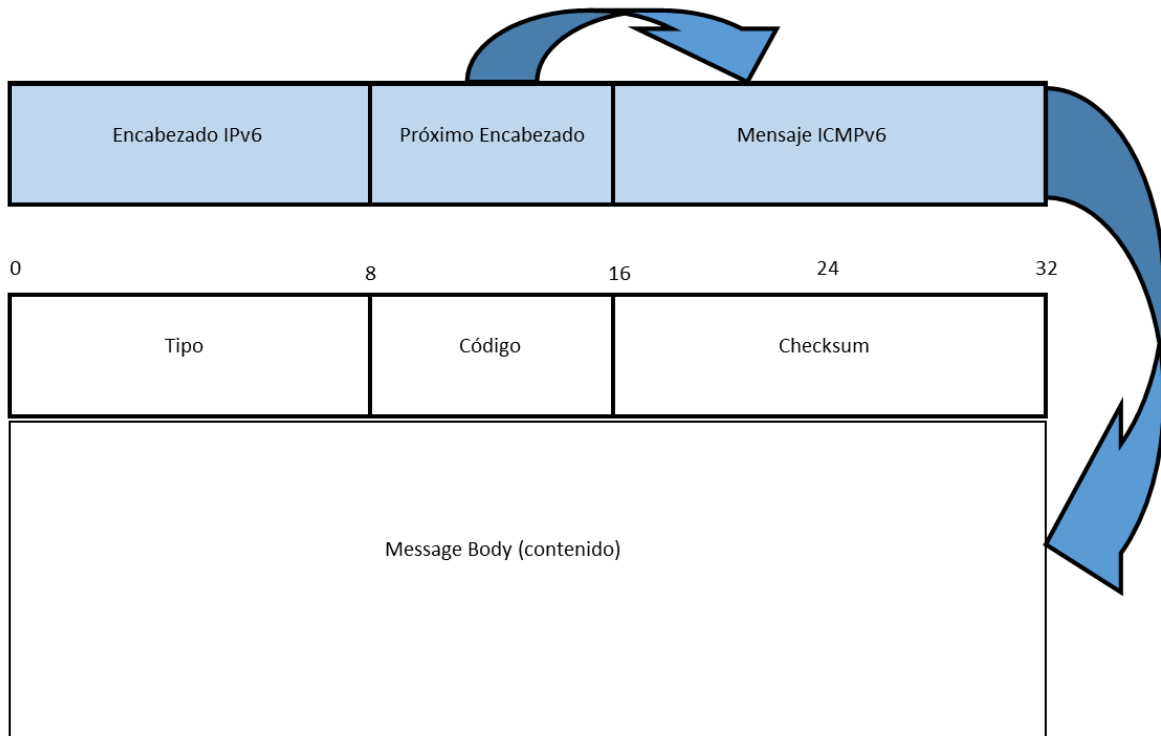 Encabezado IPv6 Próximo Encabezado Mensaje ICMPv6
0 8 16 24 32
Tipo Código Checksum
Message Body (contenido)